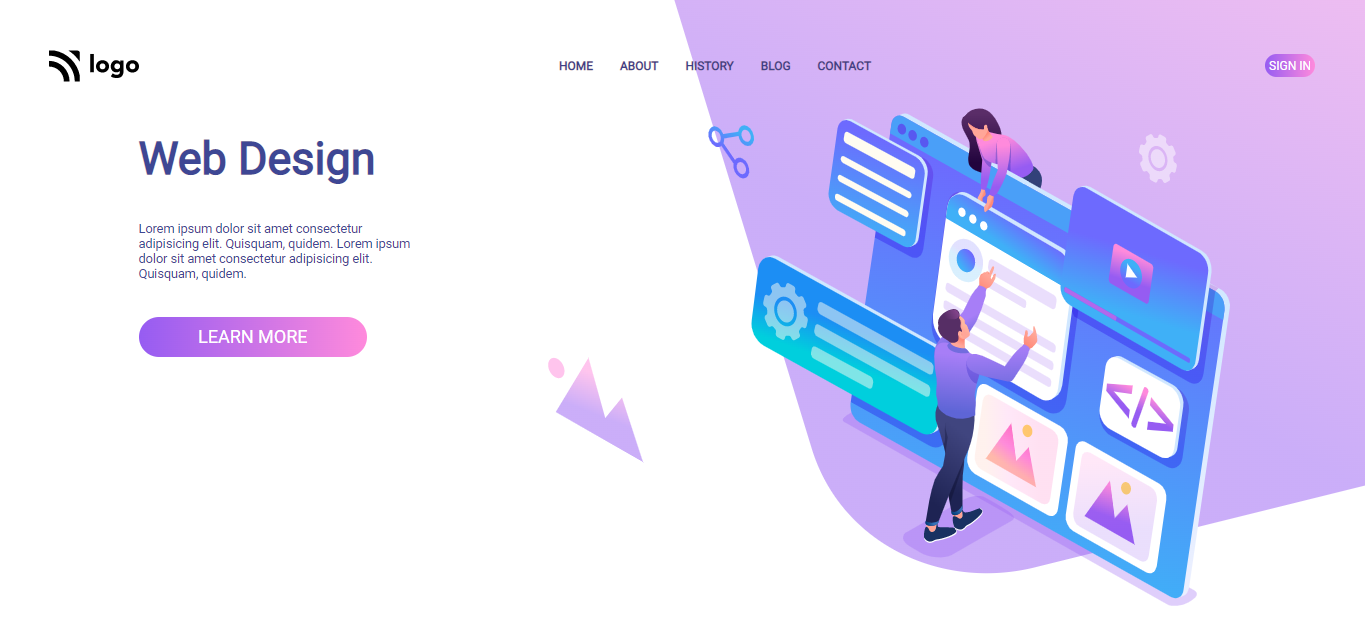 logo
HOME ABOUT HISTORY BLOG CONTACT
SIGN IN
Web Design
Lorem ipsum dolor sit amet consectetur
adipisicing elit. Quisquam, quidem. Lorem ipsum
dolor sit amet consectetur adipisicing elit.
Quisquam, quidem.
LEARN MORE
</>